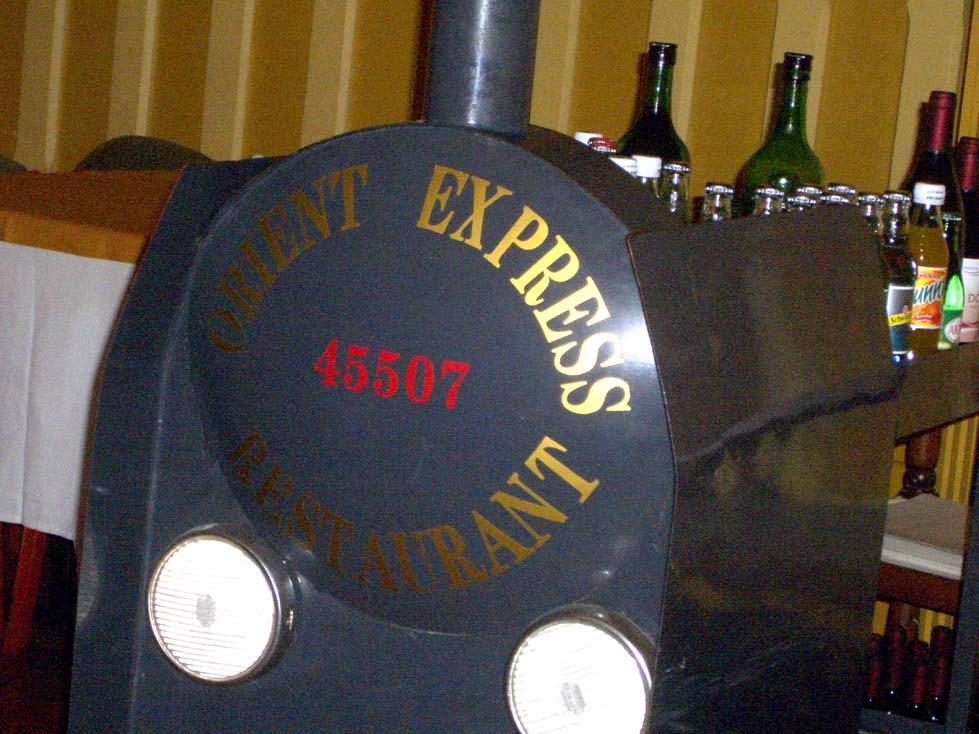 ORIENT EXPRESS
45507
RESTAURANT